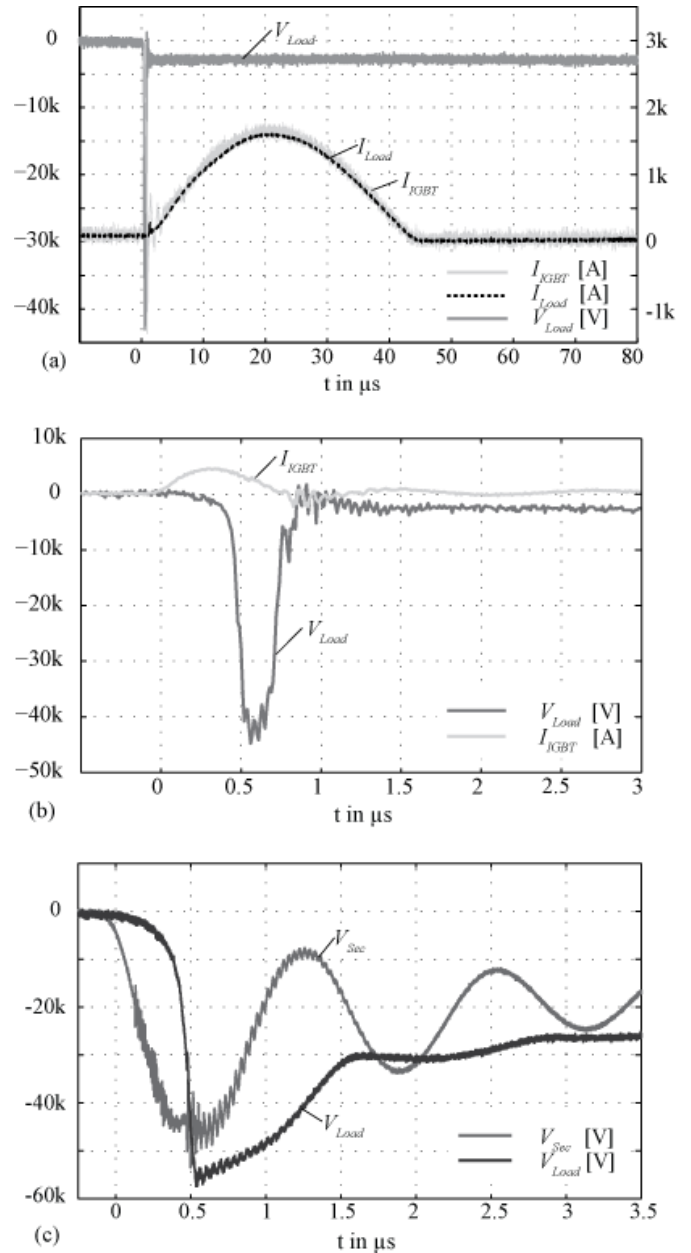 0
−10k
−20k
−30k
−40k
3k
2k
1k
0
-1k
V_Load
I_Load
I_IGBT
I_IGBT [A]
I_Load [A]
V_Load [V]
0 10 20 30 40 50 60 70 80
(a)
t in µs
10k
0
−10k
−20k
−30k
−40k
−50k
I_IGBT
V_Load
V_Load [V]
I_IGBT [A]
0 0.5 1 1.5 2 2.5 3
(b)
t in µs
0
-20k
-40k
-60k
V_Sec
V_Load
V_Sec [V]
V_Load [V]
0 0.5 1 1.5 2 2.5 3 3.5
(c)
t in µs